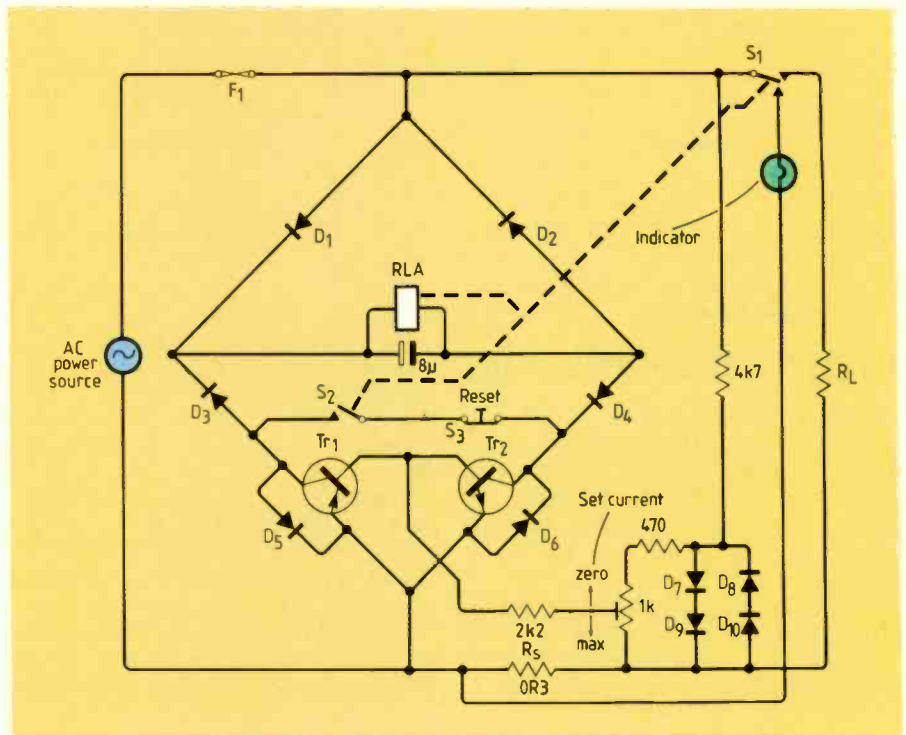 F1
S1
D1
D2
Indicator
RLA
AC
power
source
8μ
4k7
RL
D3
S2
Reset
D4
S3
Tr1
Tr2
Set current
D5
D6
470
zero
1k
D7
D8
2k2
max
D9
D10
Rs
0R3